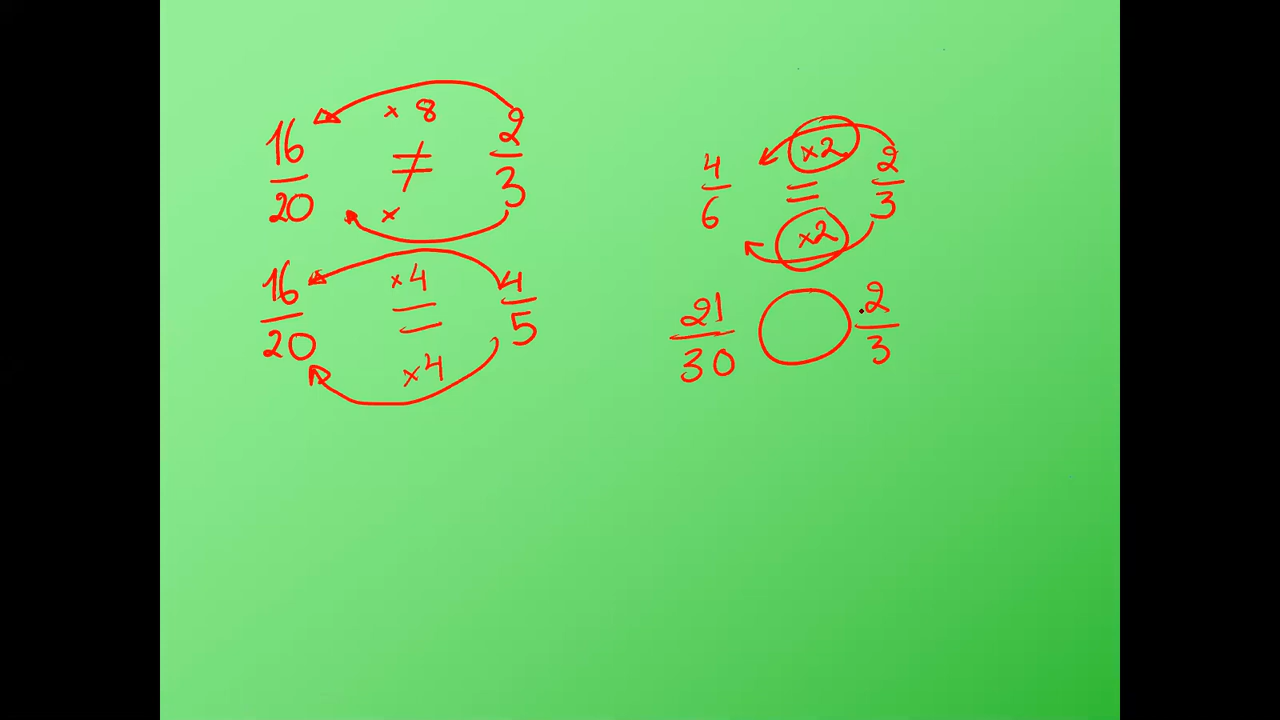 × 8
16/20 ≠ 2/3
×
×4
16/20 = 4/5
×4
×2
4/6 = 2/3
×2
21/30 2/3